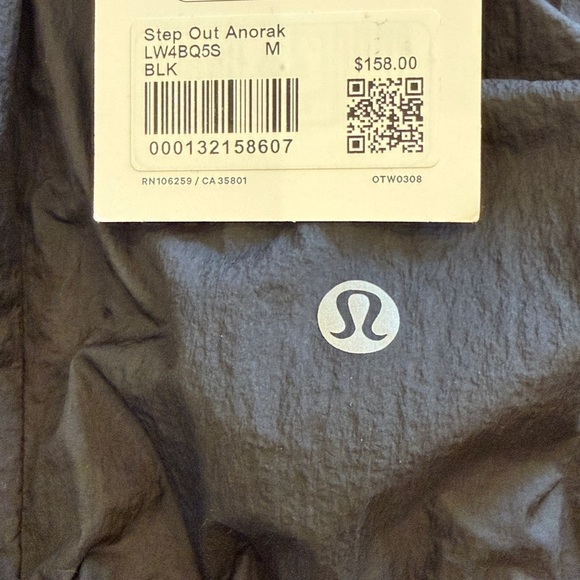 Step Out Anorak
LW4BQ5S M
BLK
$158.00
000132158607
RN106259 / CA35801
OTW0308